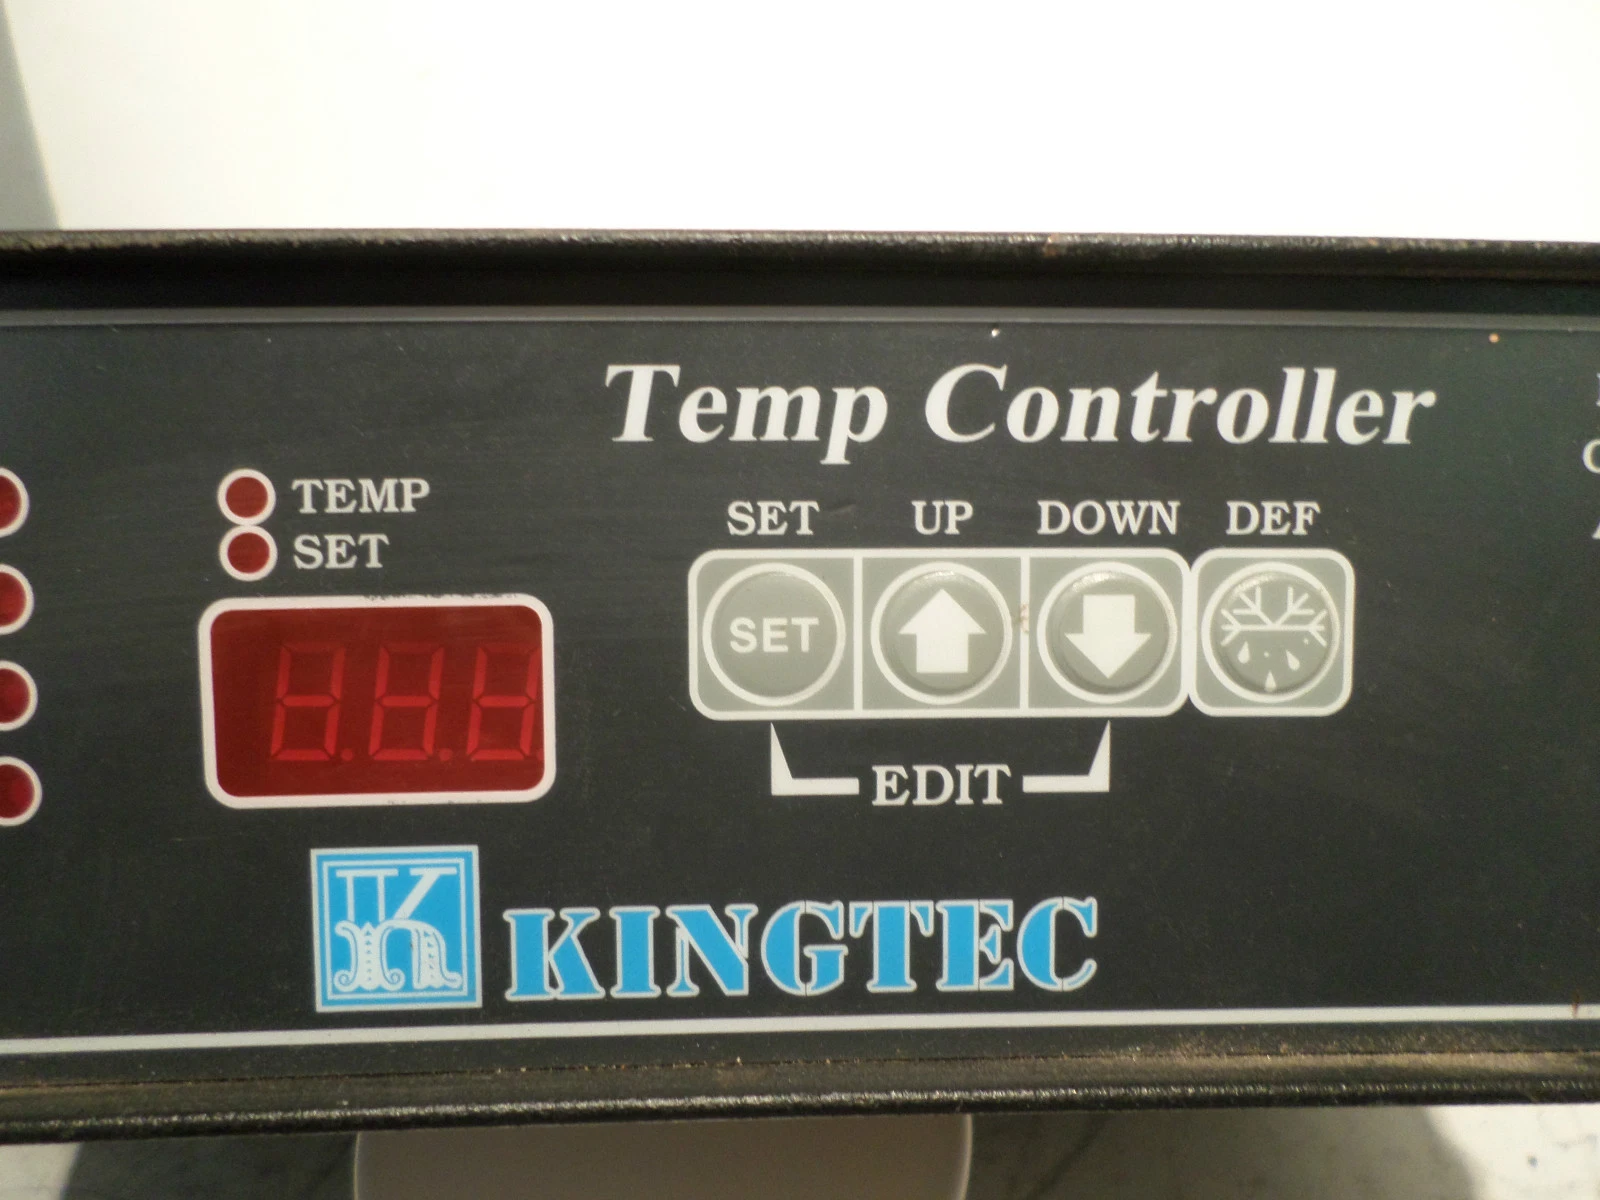 Temp Controller
TEMP
SET
SET UP DOWN DEF
SET
EDIT
K KINGTEC